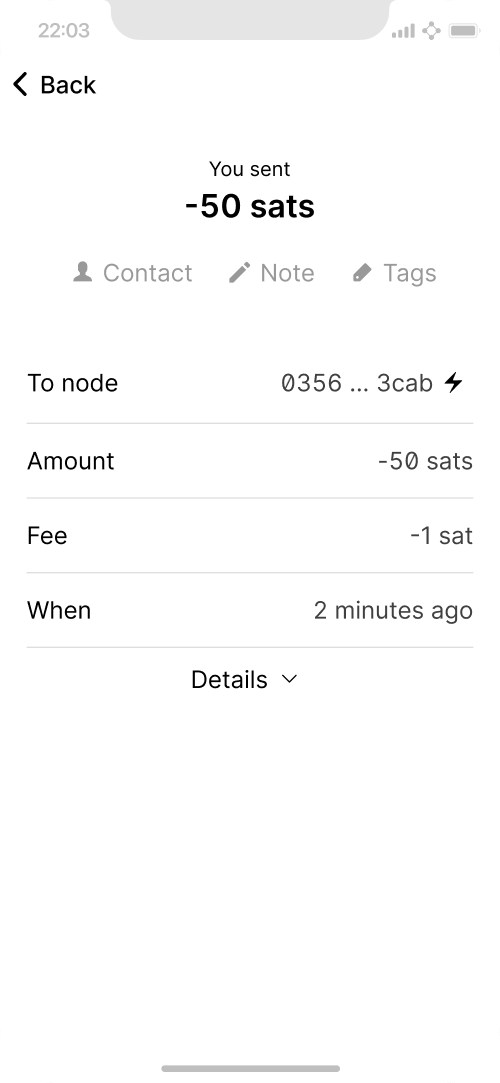 22:03
Back
You sent
-50 sats
Contact Note Tags
To node 0356 ... 3cab
Amount -50 sats
Fee -1 sat
When 2 minutes ago
Details